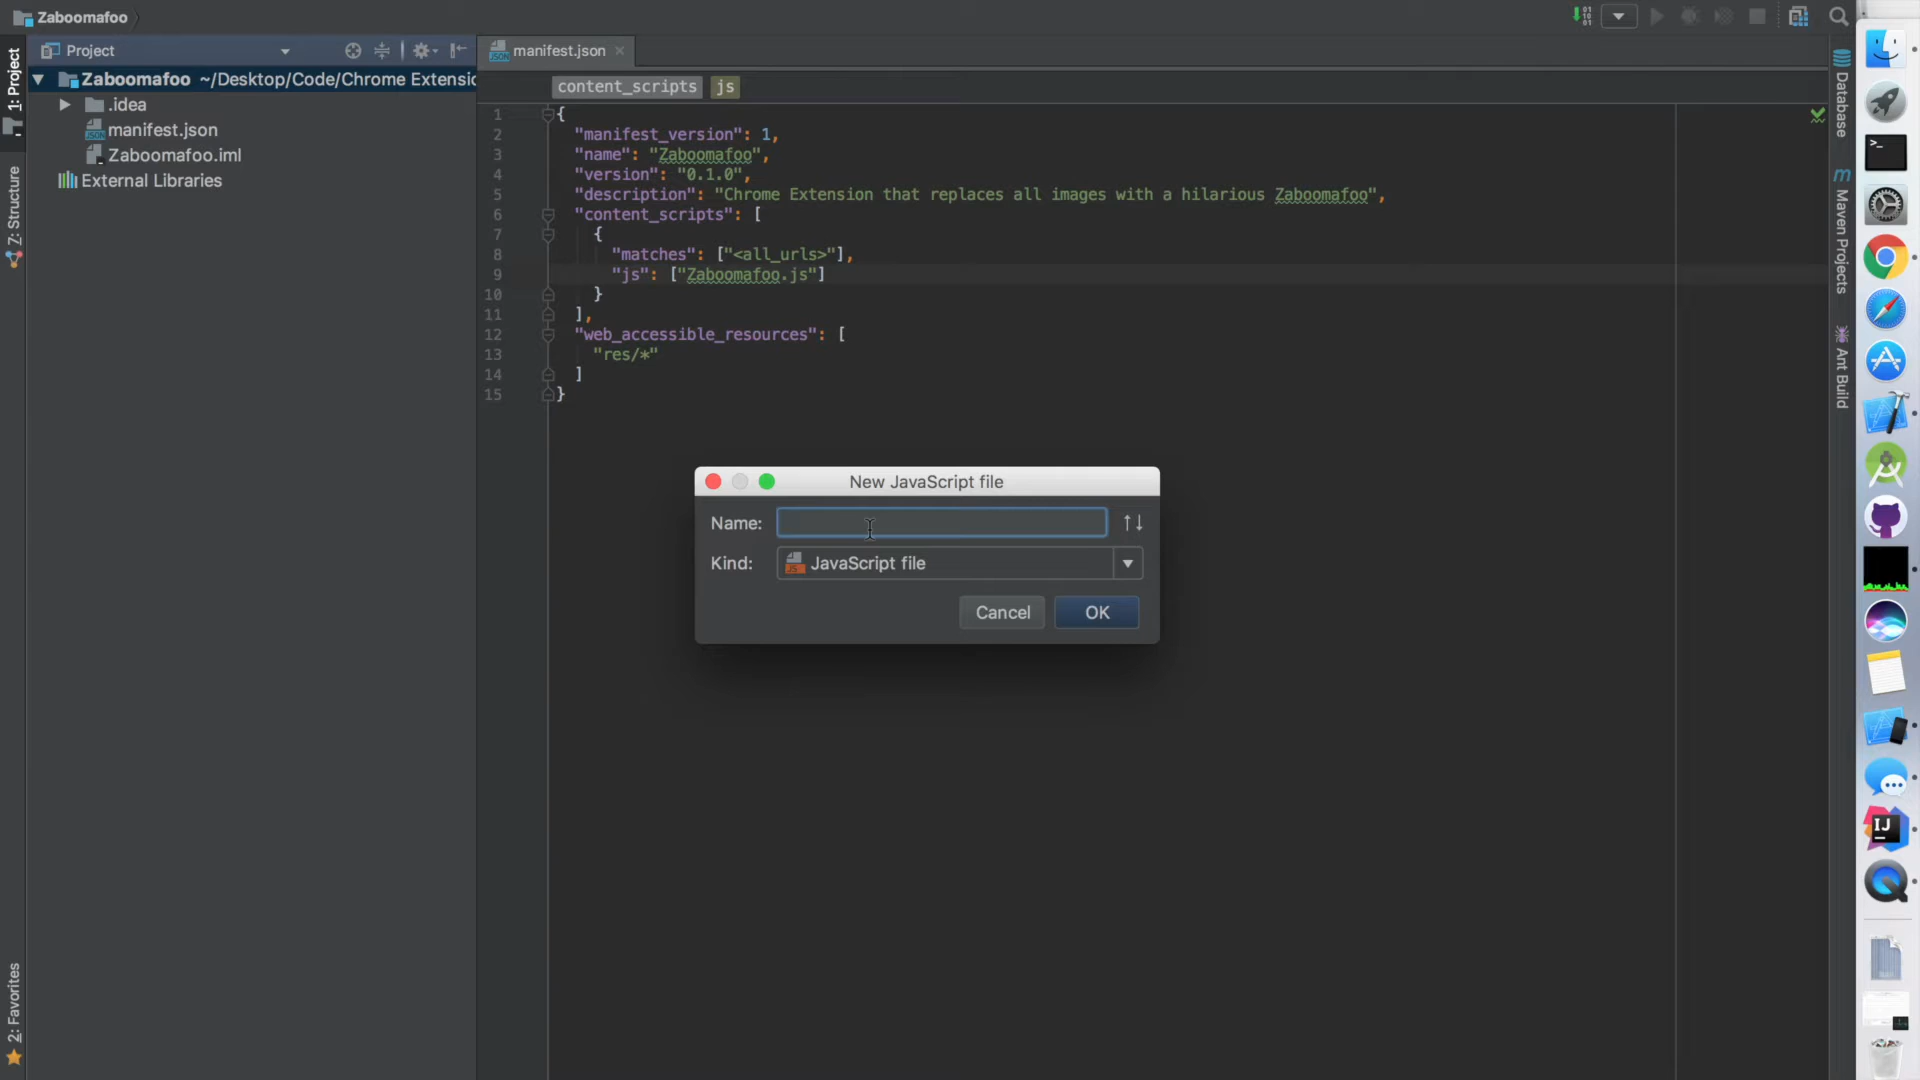 Zaboomafoo
Project
manifest.json
1: Project
Zaboomafoo ~/Desktop/Code/Chrome Extensio
.idea
manifest.json
Zaboomafoo.iml
External Libraries
Z: Structure
2: Favorites
content_scripts js
1 {
2 "manifest_version": 1,
3 "name": "Zaboomafoo",
4 "version": "0.1.0",
5 "description": "Chrome Extension that replaces all images with a hilarious Zaboomafoo",
6 "content_scripts": [
7 {
8 "matches": ["<all_urls>"],
9 "js": ["Zaboomafoo.js"]
10 }
11 ],
12 "web_accessible_resources": [
13 "res/*"
14 ]
15 }
New JavaScript file
Name:
Kind: JavaScript file
Cancel OK
Database
Maven Projects
Ant Build
IJ